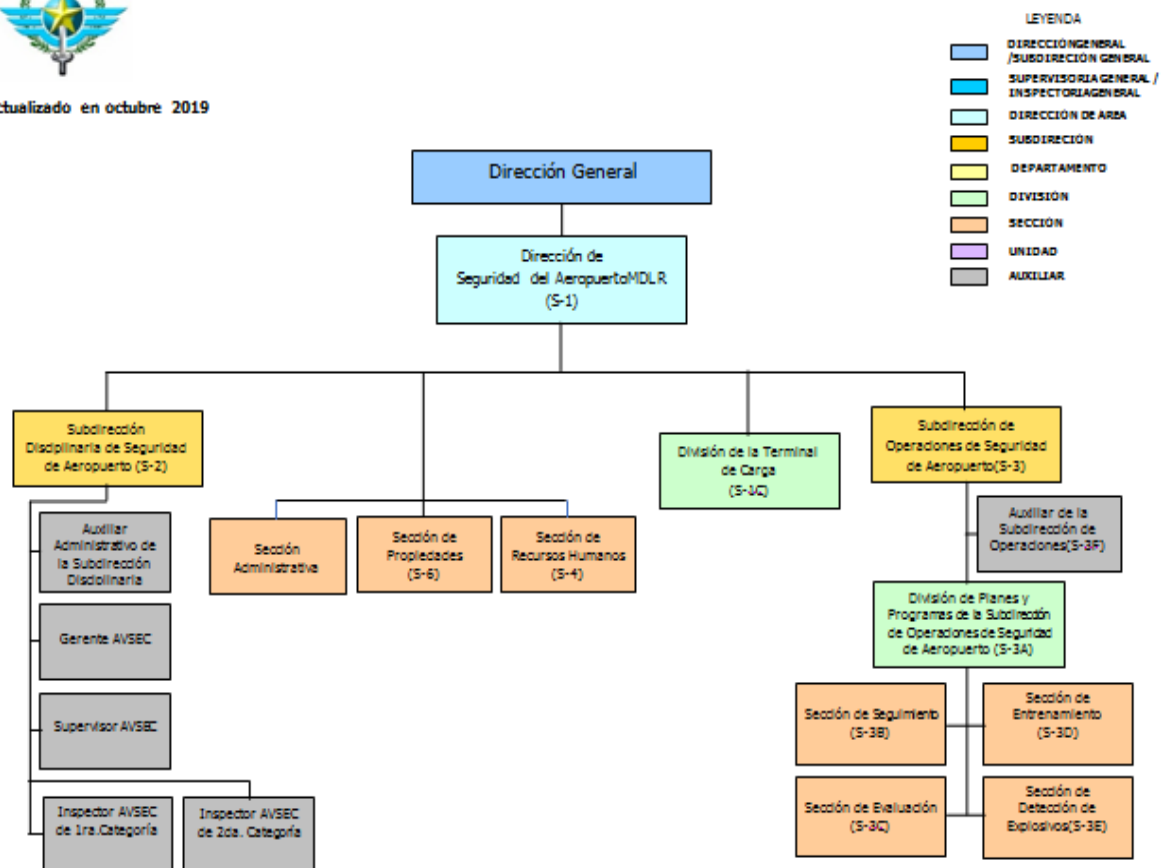 ctualizado en octubre 2019
LEYENDA
DIRECCIÓNGENERAL
/SUBDIRECIÓN GENERAL
SUPERVISORIA GENERAL /
INSPECTORIAGENERAL
DIRECCIÓN DE AREA
SUBDIRECIÓN
DEPARTAMENTO
DIVISIÓN
SECCIÓN
UNIDAD
AUXILIAR
Dirección General
Dirección de
Seguridad del AeropuertoMDLR
(S-1)
Subdirección
Disciplinaria de Seguridad
de Aeropuerto (S-2)
División de la Terminal
de Carga
(S-1C)
Subdirección de
Operaciones de Seguridad
de Aeropuerto(S-3)
Auxiliar
Administrativo de
la Subdirección
Disciplinaria
Gerente AVSEC
Supervisor AVSEC
Inspector AVSEC
de 1ra.Categoría
Inspector AVSEC
de 2da. Categoría
Sección
Administrativa
Sección de
Propiedades
(S-6)
Sección de
Recursos Humanos
(S-4)
Auxiliar de la
Subdirección de
Operaciones(S-3F)
División de Planes y
Programas de la Subdirección
de Operaciones de Seguridad
de Aeropuerto (S-3A)
Sección de Seguimiento
(S-3B)
Sección de
Entrenamiento
(S-3D)
Sección de Evaluación
(S-3C)
Sección de
Detección de
Explosivos(S-3E)